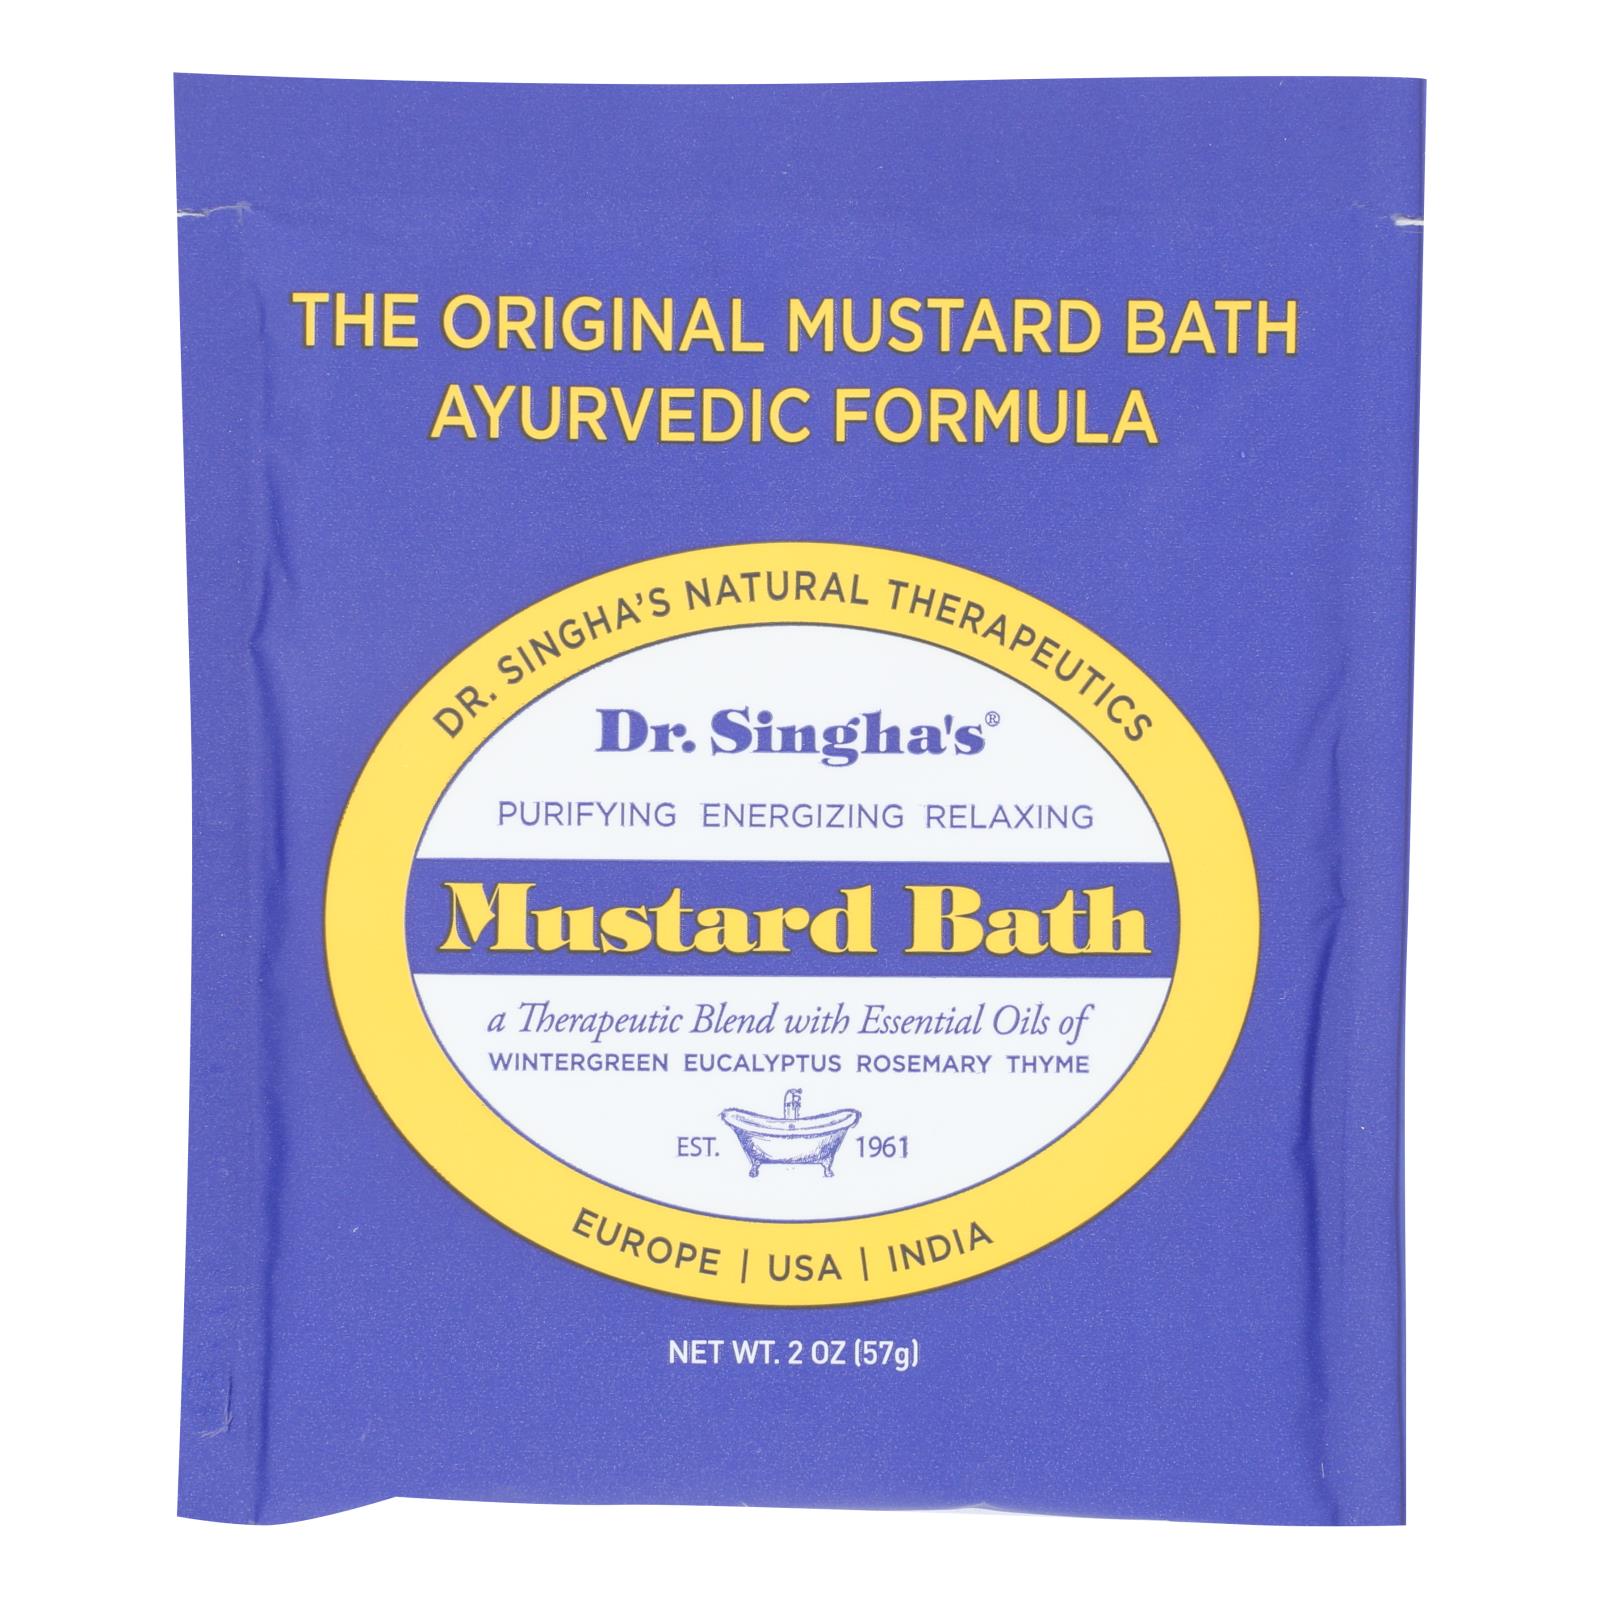 THE ORIGINAL MUSTARD BATH
AYURVEDIC FORMULA
DR. SINGHA'S NATURAL THERAPEUTICS
Dr. Singha's®
PURIFYING ENERGIZING RELAXING
Mustard Bath
a Therapeutic Blend with Essential Oils of
WINTERGREEN EUCALYPTUS ROSEMARY THYME
EST. 1961
EUROPE | USA | INDIA
NET WT. 2 OZ (57g)